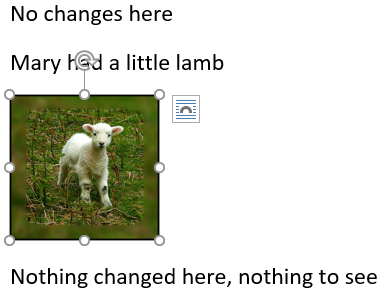 No changes here
Mary had a little lamb
Nothing changed here, nothing to see